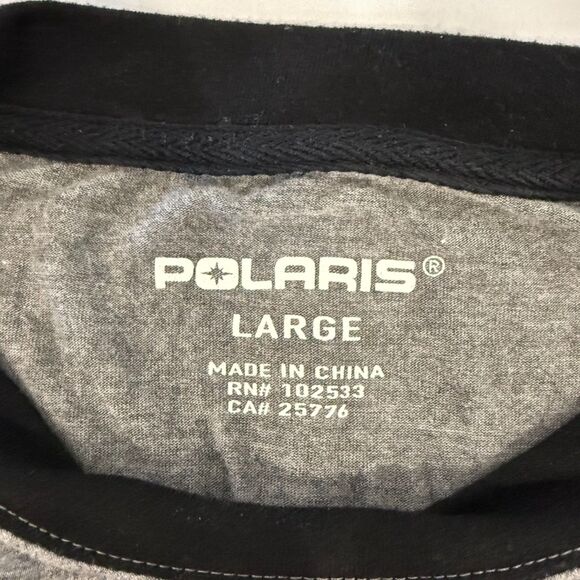 POLARIS®
LARGE
MADE IN CHINA
RN# 102533
CA# 25776